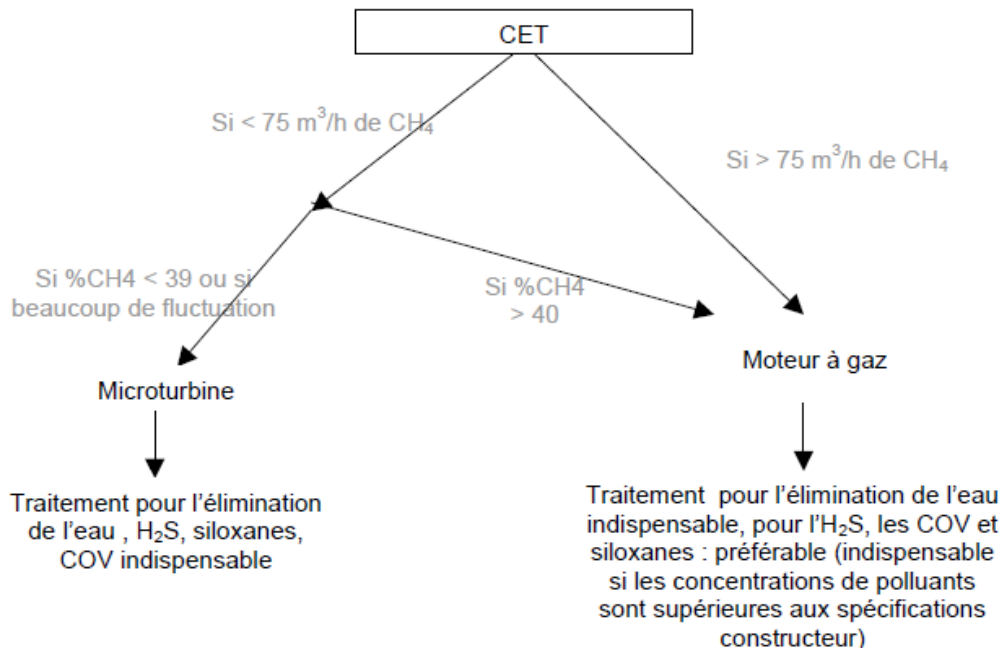 CET
Si < 75 m³/h de CH₄
Si > 75 m³/h de CH₄
Si %CH4 < 39 ou si
beaucoup de fluctuation
Si %CH4
> 40
Moteur à gaz
Microturbine
Traitement pour l'élimination
de l'eau , H₂S, siloxanes,
COV indispensable
Traitement pour l'élimination de l'eau
indispensable, pour l'H₂S, les COV et
siloxanes : préférable (indispensable
si les concentrations de polluants
sont supérieures aux spécifications
constructeur)